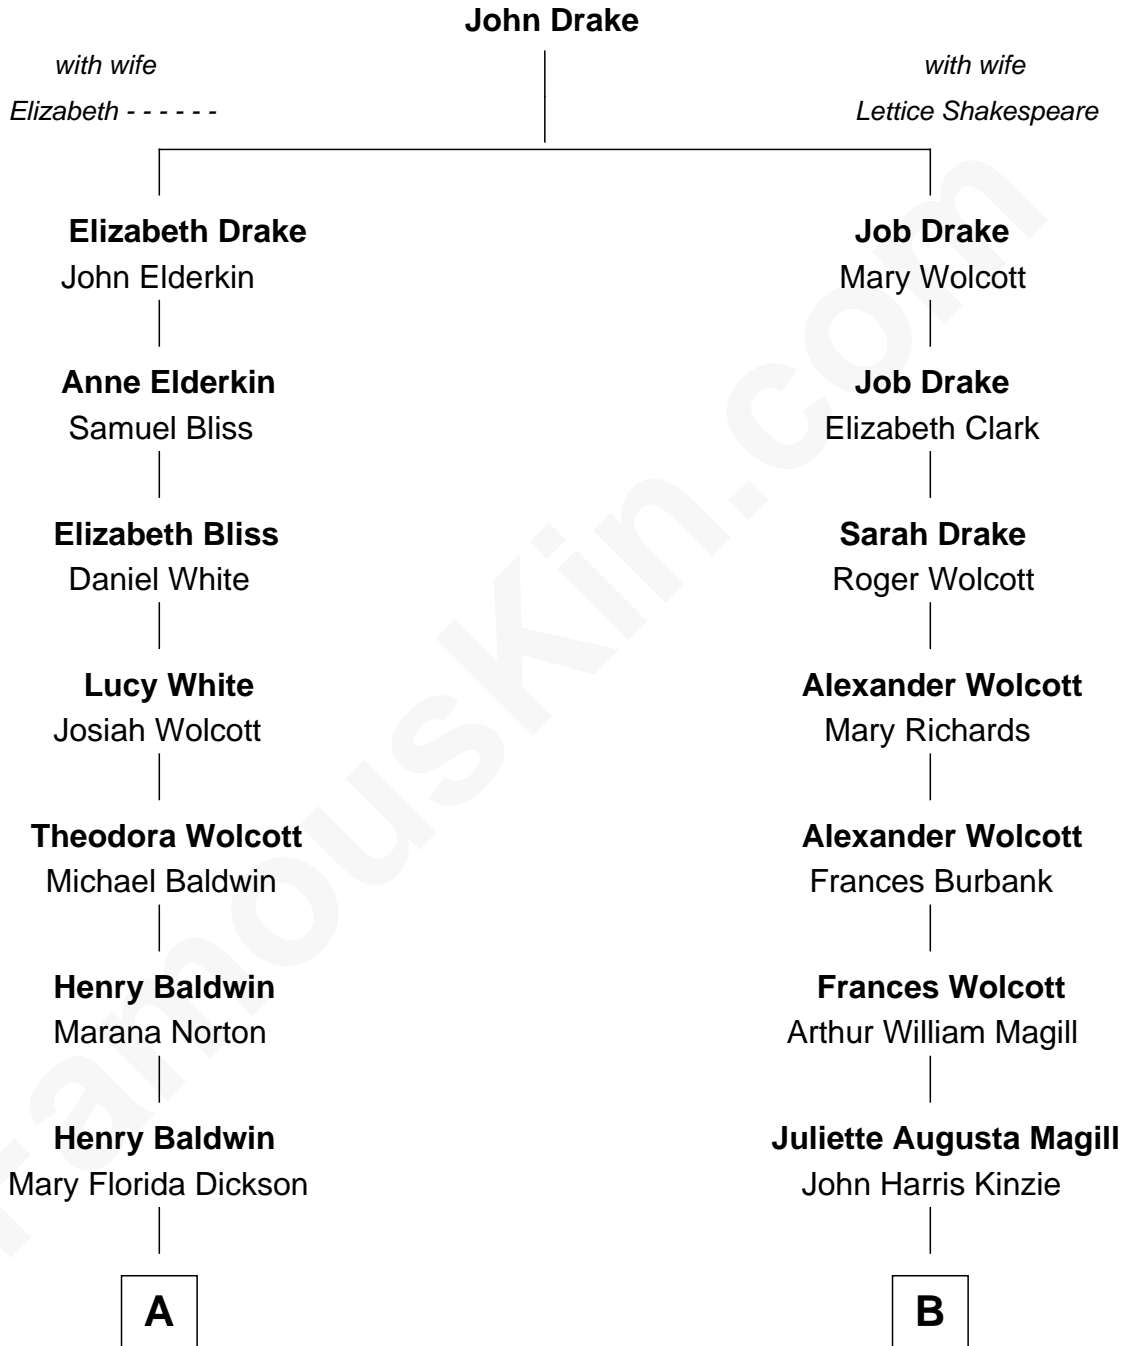 John Drake
with wife
Elizabeth - - - - - -
with wife
Lettice Shakespeare
Elizabeth Drake
John Elderkin
Job Drake
Mary Wolcott
Anne Elderkin
Samuel Bliss
Job Drake
Elizabeth Clark
Elizabeth Bliss
Daniel White
Sarah Drake
Roger Wolcott
Lucy White
Josiah Wolcott
Alexander Wolcott
Mary Richards
Theodora Wolcott
Michael Baldwin
Alexander Wolcott
Frances Burbank
Henry Baldwin
Marana Norton
Frances Wolcott
Arthur William Magill
Henry Baldwin
Mary Florida Dickson
Juliette Augusta Magill
John Harris Kinzie
A
B
famouskin.com